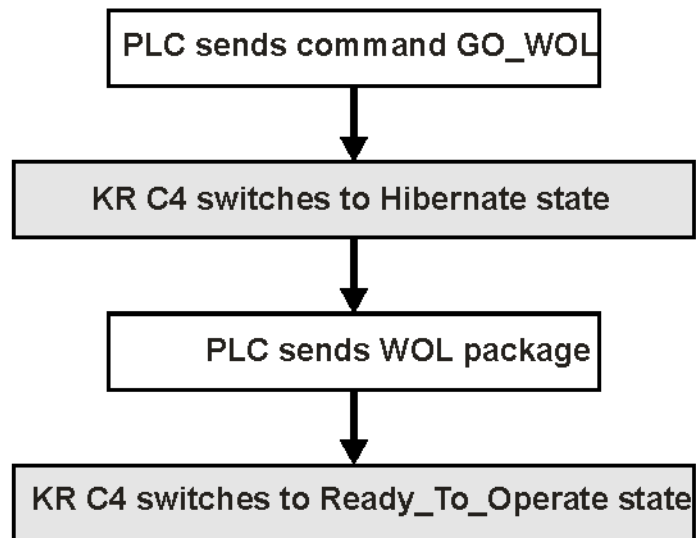 PLC sends command GO_WOL
KR C4 switches to Hibernate state
PLC sends WOL package
KR C4 switches to Ready_To_Operate state